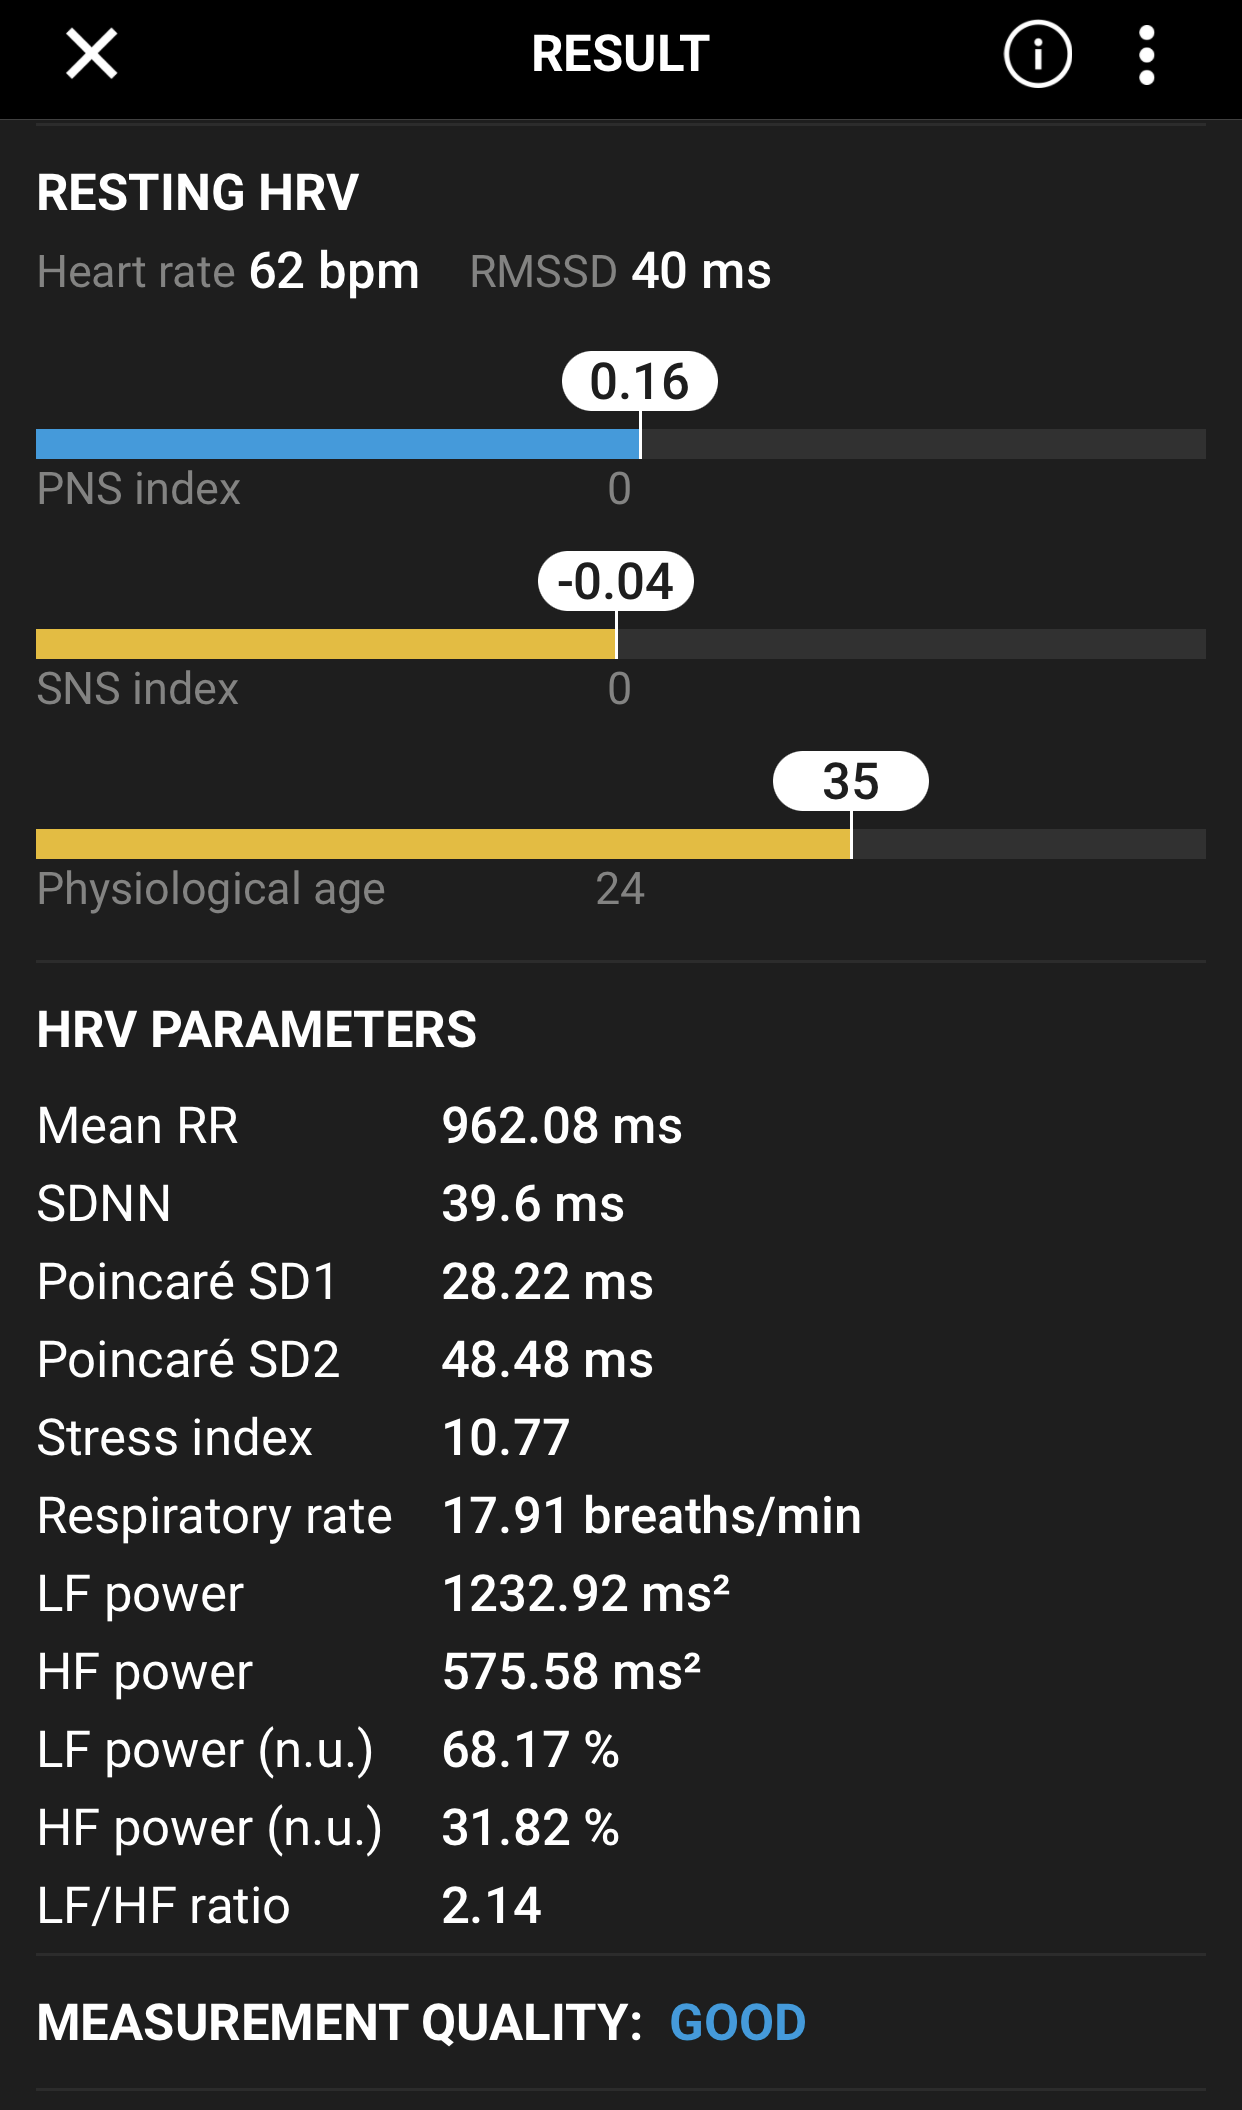 RESULT
RESTING HRV
Heart rate 62 bpm RMSSD 40 ms
0.16
PNS index 0
-0.04
SNS index 0
35
Physiological age 24
HRV PARAMETERS
Mean RR 962.08 ms
SDNN 39.6 ms
Poincaré SD1 28.22 ms
Poincaré SD2 48.48 ms
Stress index 10.77
Respiratory rate 17.91 breaths/min
LF power 1232.92 ms²
HF power 575.58 ms²
LF power (n.u.) 68.17 %
HF power (n.u.) 31.82 %
LF/HF ratio 2.14
MEASUREMENT QUALITY: GOOD